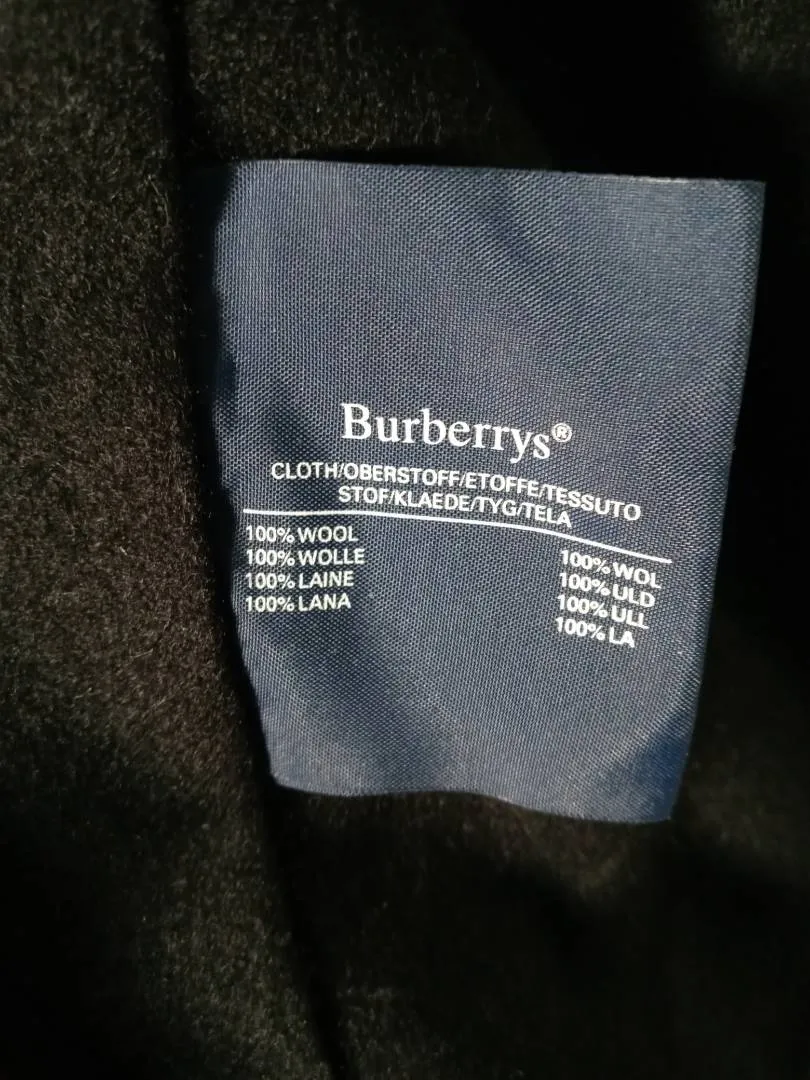 Burberrys®
CLOTH/OBERSTOFF/ETOFFE/TESSUTO
STOF/KLAEDE/TYG/TELA
100% WOOL
100% WOLLE
100% LAINE
100% LANA
100% WOL
100% ULD
100% ULL
100% LA